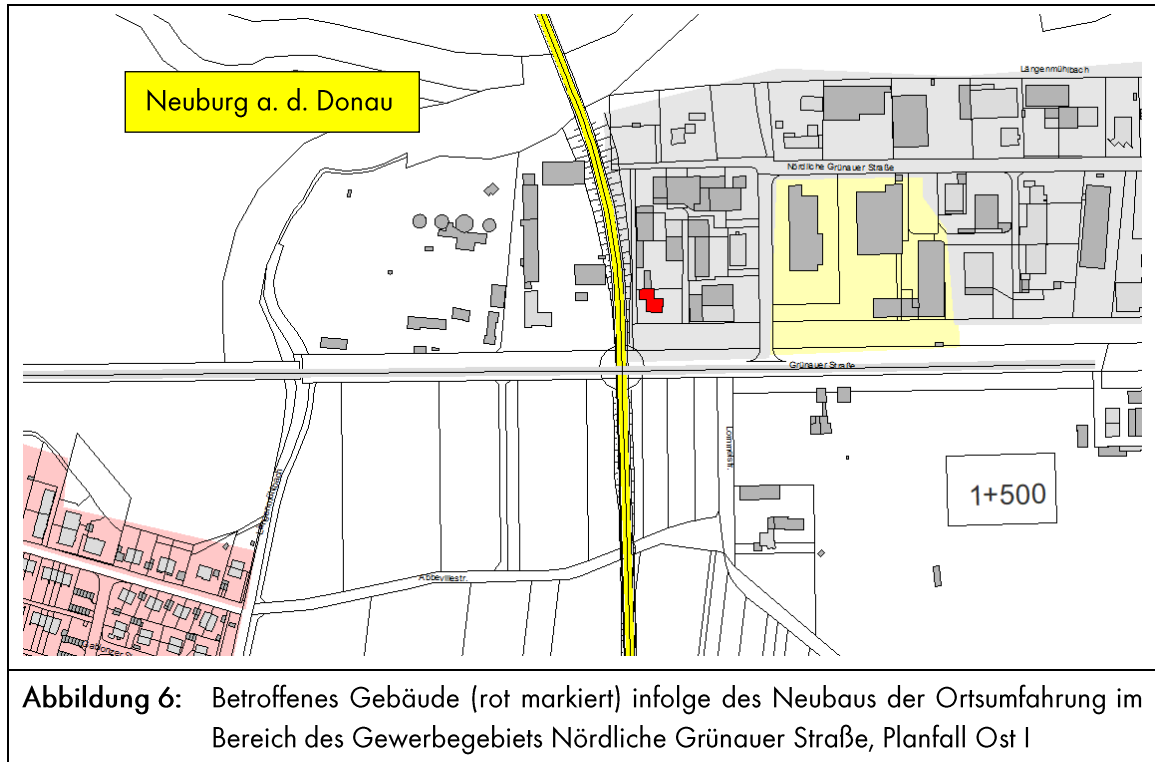 Neuburg a. d. Donau
Längenmühlbach
Nördliche Grünauer Straße
Grünauer Straße
1+500
Abbevillestr.
Abbildung 6: Betroffenes Gebäude (rot markiert) infolge des Neubaus der Ortsumfahrung im
Bereich des Gewerbegebiets Nördliche Grünauer Straße, Planfall Ost I